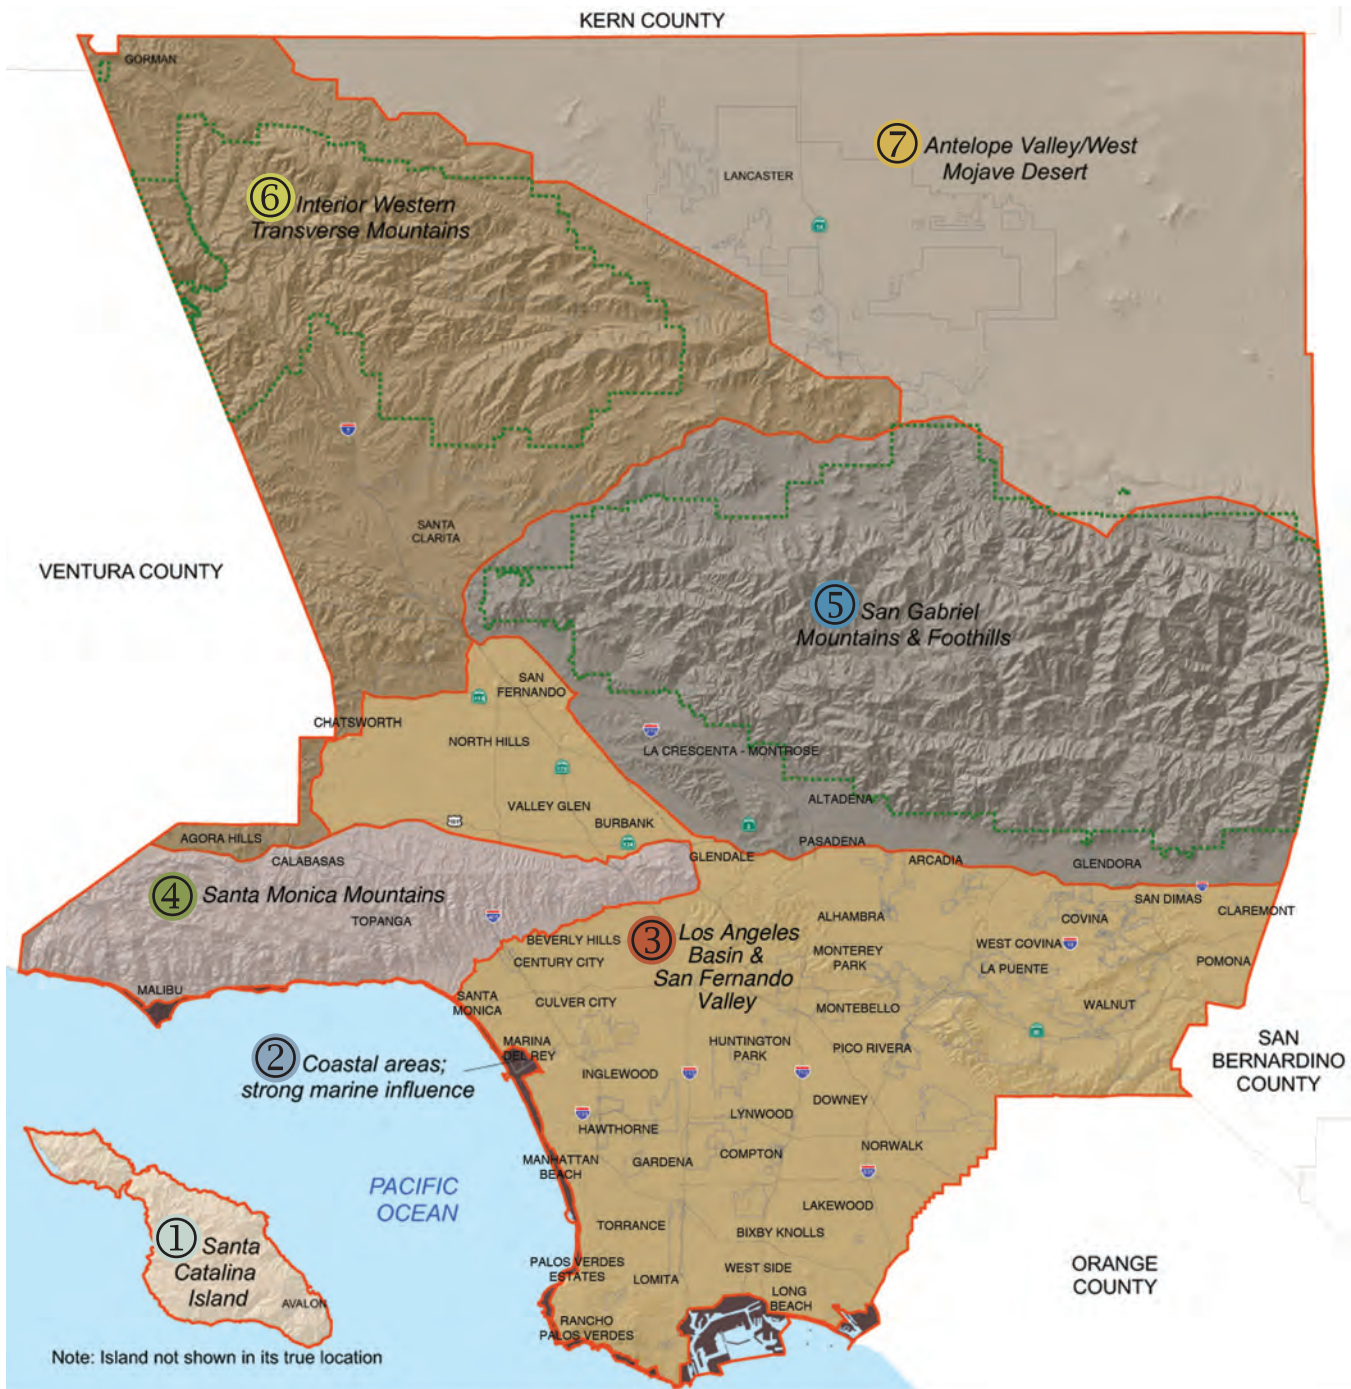 KERN COUNTY
GORMAN
7
Antelope Valley/West
Mojave Desert
LANCASTER
6
Interior Western
Transverse Mountains
14
5
SANTA
CLARITA
VENTURA COUNTY
5
San Gabriel
Mountains & Foothills
SAN
FERNANDO
CHATSWORTH
NORTH HILLS
LA CRESCENTA - MONTROSE
VALLEY GLEN
ALTADENA
BURBANK
101
AGORA HILLS
PASADENA
GLENDALE
CALABASAS
ARCADIA
GLENDORA
4
Santa Monica Mountains
SAN DIMAS
CLAREMONT
TOPANGA
ALHAMBRA
COVINA
BEVERLY HILLS
3
Los Angeles
Basin &
San Fernando
Valley
CENTURY CITY
MONTEREY
PARK
WEST COVINA
LA PUENTE
POMONA
MALIBU
SANTA
MONICA
CULVER CITY
MONTEBELLO
WALNUT
2
Coastal areas;
strong marine influence
MARINA
DEL REY
HUNTINGTON
PARK
PICO RIVERA
SAN
BERNARDINO
COUNTY
INGLEWOOD
LYNWOOD
DOWNEY
HAWTHORNE
NORWALK
MANHATTAN
BEACH
GARDENA
COMPTON
PACIFIC
OCEAN
LAKEWOOD
1
Santa
Catalina
Island
AVALON
TORRANCE
BIXBY KNOLLS
PALOS VERDES
ESTATES
LOMITA
WEST SIDE
ORANGE
COUNTY
LONG
BEACH
RANCHO
PALOS VERDES
Note: Island not shown in its true location